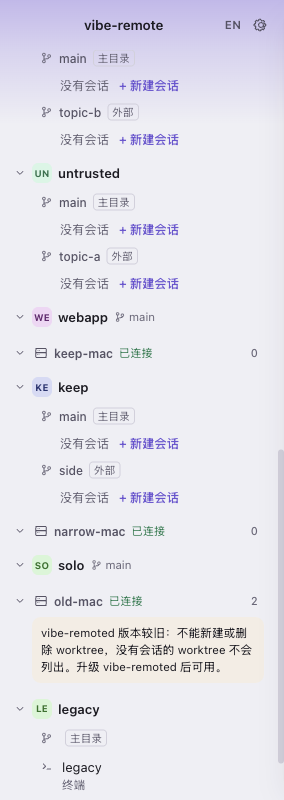 vibe-remote EN
main 主目录
没有会话 + 新建会话
topic-b 外部
没有会话 + 新建会话
UN untrusted
main 主目录
没有会话 + 新建会话
topic-a 外部
没有会话 + 新建会话
WE webapp main
keep-mac 已连接 0
KE keep
main 主目录
没有会话 + 新建会话
side 外部
没有会话 + 新建会话
narrow-mac 已连接 0
SO solo main
old-mac 已连接 2
vibe-remoted 版本较旧：不能新建或删
除 worktree，没有会话的 worktree 不会
列出。升级 vibe-remoted 后可用。
LE legacy
主目录
legacy
终端